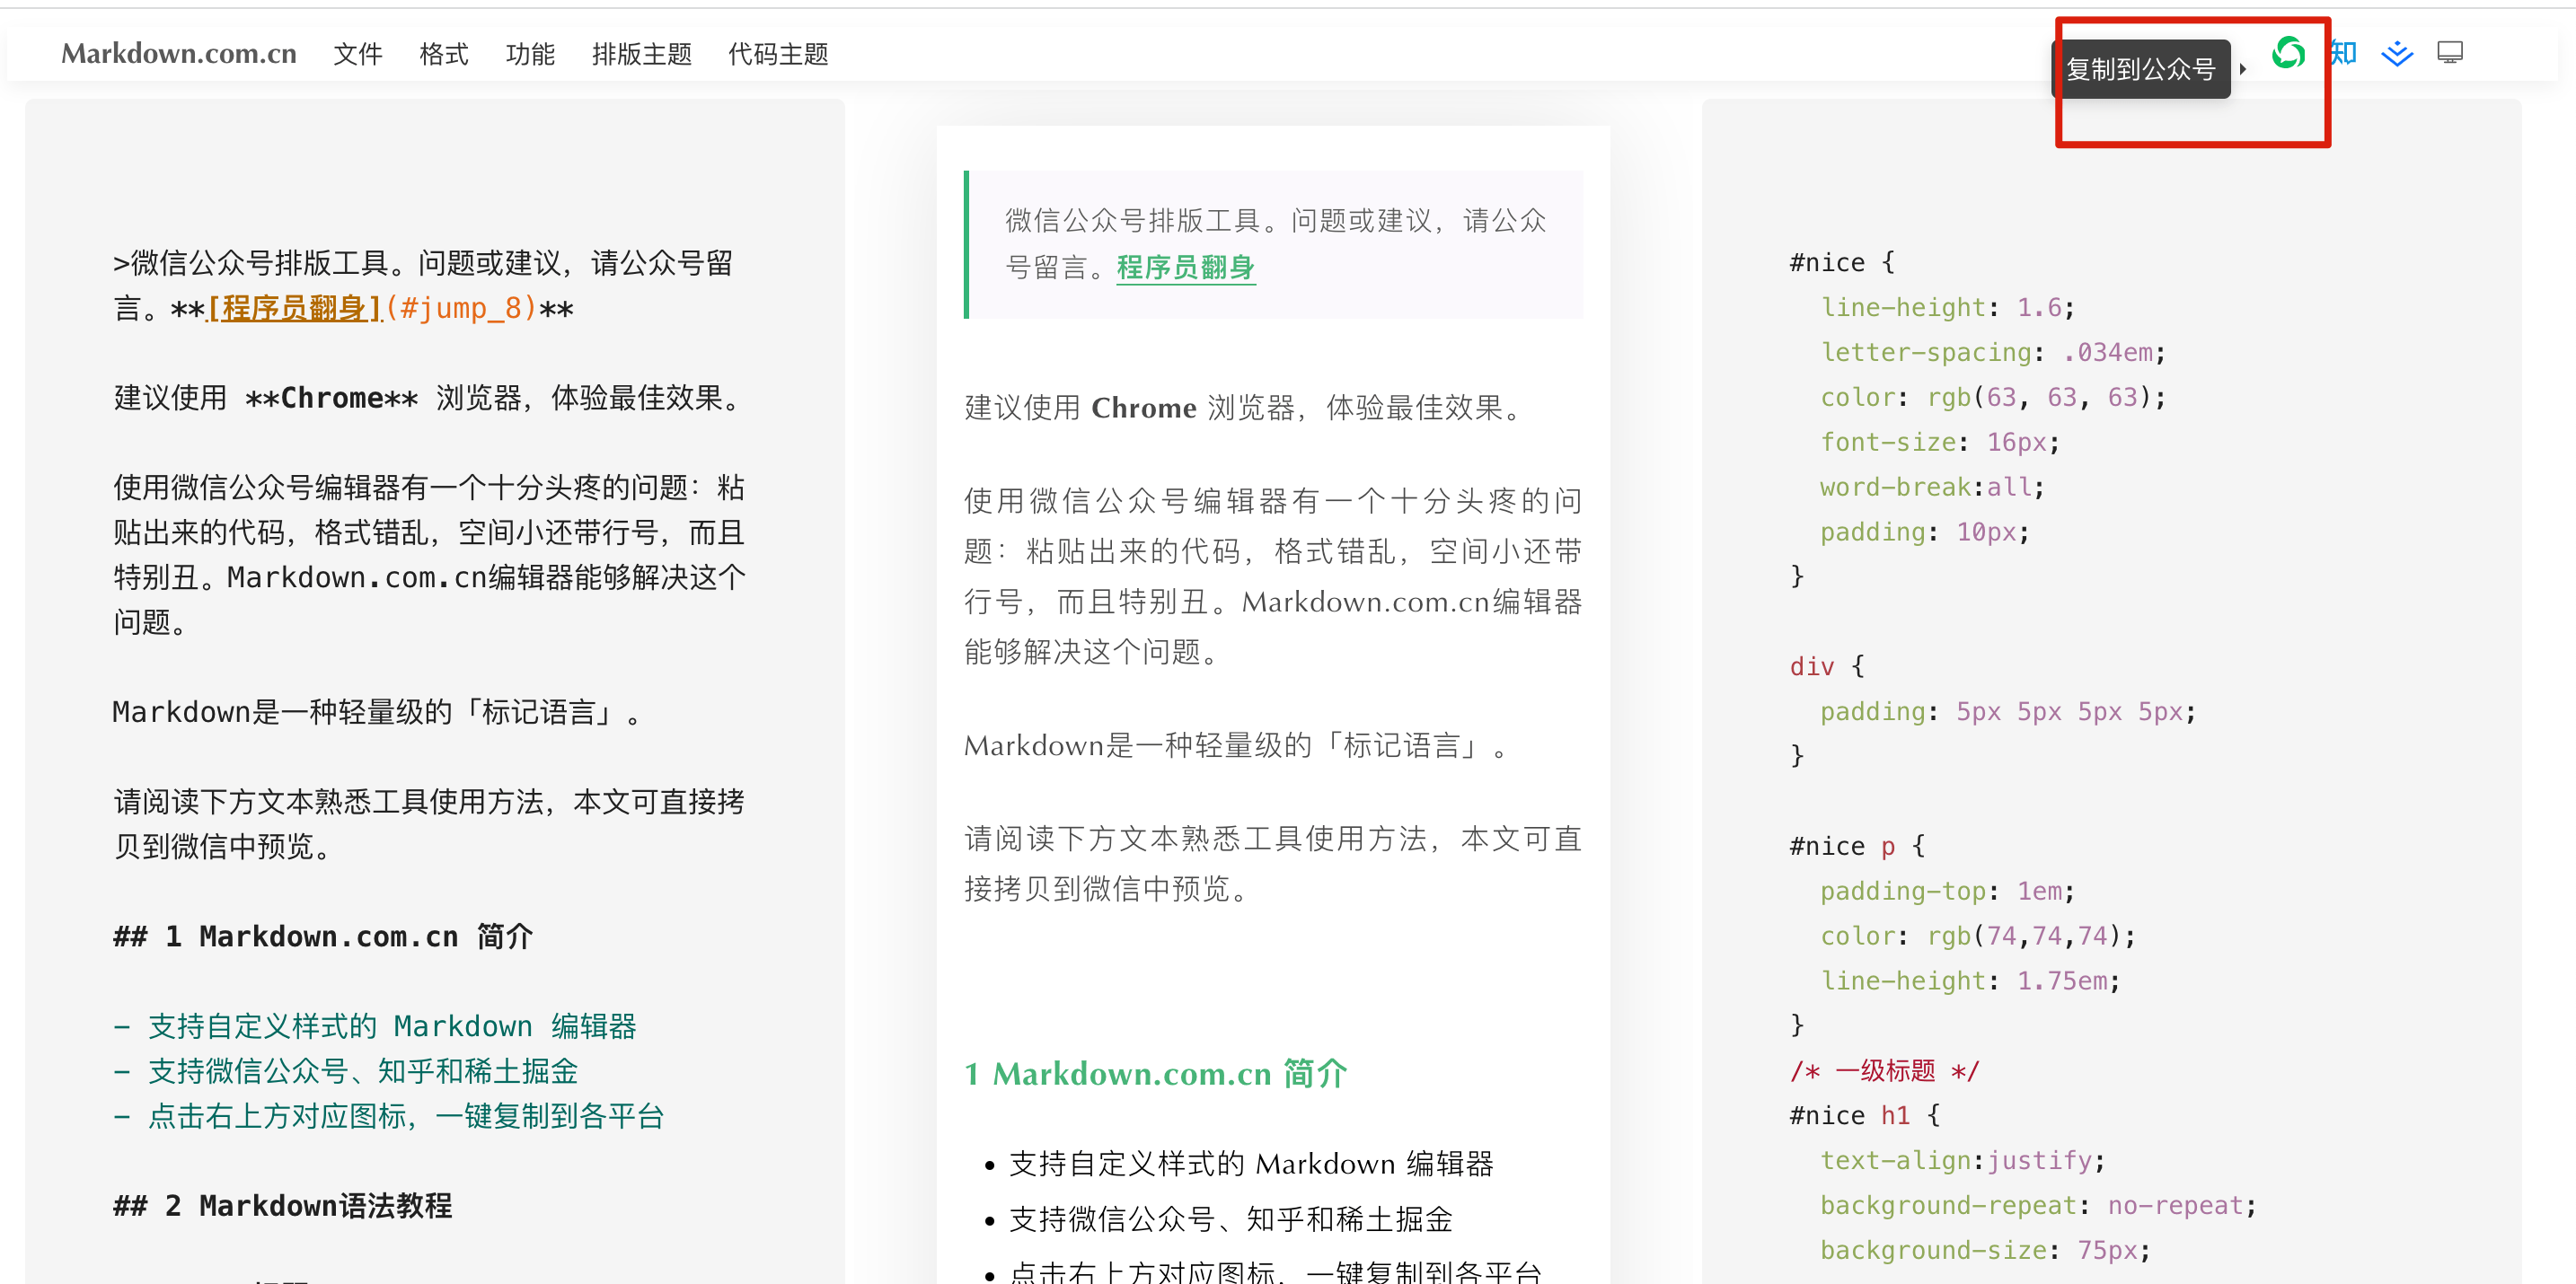 Markdown.com.cn 文件 格式 功能 排版主题 代码主题
复制到公众号
知
>微信公众号排版工具。问题或建议，请公众号留
言。**[程序员翻身](#jump_8)**
建议使用 **Chrome** 浏览器，体验最佳效果。
使用微信公众号编辑器有一个十分头疼的问题：粘
贴出来的代码，格式错乱，空间小还带行号，而且
特别丑。Markdown.com.cn编辑器能够解决这个
问题。
Markdown是一种轻量级的「标记语言」。
请阅读下方文本熟悉工具使用方法，本文可直接拷
贝到微信中预览。
## 1 Markdown.com.cn 简介
- 支持自定义样式的 Markdown 编辑器
- 支持微信公众号、知乎和稀土掘金
- 点击右上方对应图标，一键复制到各平台
## 2 Markdown语法教程
微信公众号排版工具。问题或建议，请公众
号留言。程序员翻身
建议使用 Chrome 浏览器，体验最佳效果。
使用微信公众号编辑器有一个十分头疼的问
题：粘贴出来的代码，格式错乱，空间小还带
行号，而且特别丑。Markdown.com.cn编辑器
能够解决这个问题。
Markdown是一种轻量级的「标记语言」。
请阅读下方文本熟悉工具使用方法，本文可直
接拷贝到微信中预览。
1 Markdown.com.cn 简介
• 支持自定义样式的 Markdown 编辑器
• 支持微信公众号、知乎和稀土掘金
• 点击右上方对应图标，一键复制到各平台
#nice {
line-height: 1.6;
letter-spacing: .034em;
color: rgb(63, 63, 63);
font-size: 16px;
word-break:all;
padding: 10px;
}
div {
padding: 5px 5px 5px 5px;
}
#nice p {
padding-top: 1em;
color: rgb(74,74,74);
line-height: 1.75em;
}
/* 一级标题 */
#nice h1 {
text-align:justify;
background-repeat: no-repeat;
background-size: 75px;